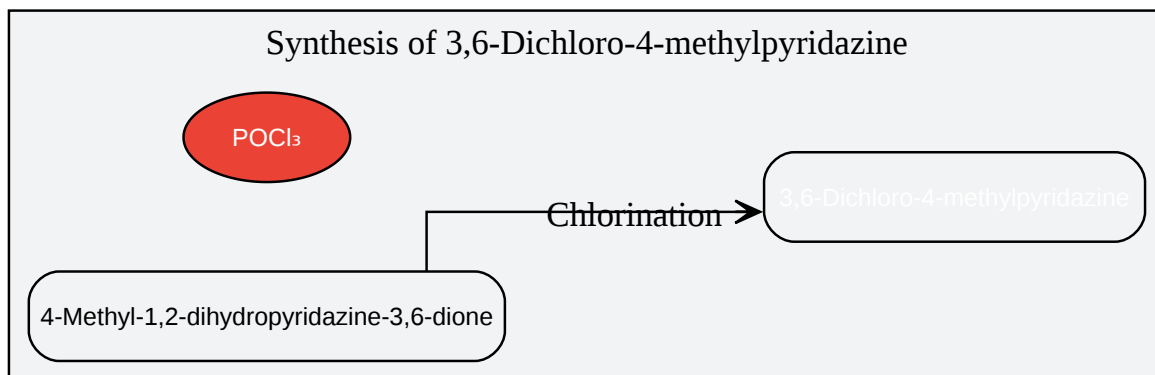 Synthesis of 3,6-Dichloro-4-methylpyridazine
POCl₃
3,6-Dichloro-4-methylpyridazine
Chlorination
4-Methyl-1,2-dihydropyridazine-3,6-dione